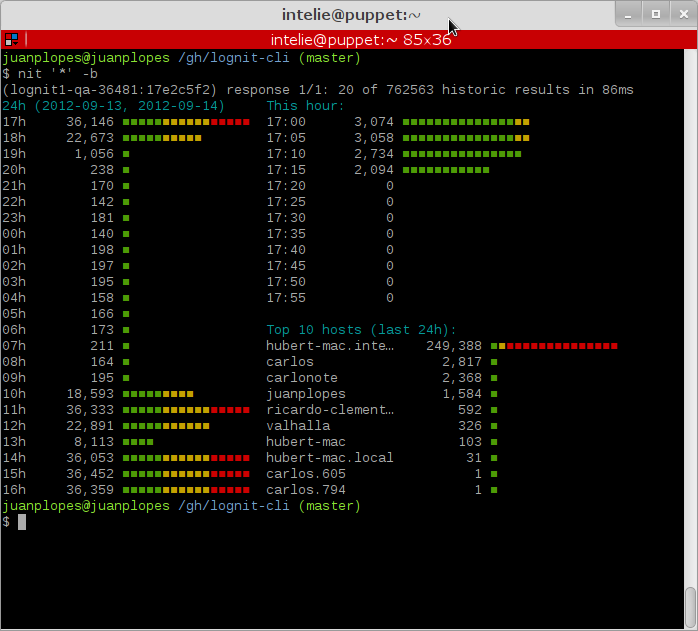 intelie@puppet:~
intelie@puppet:~ 85×36
juanplopes@juanplopes /gh/lognit-cli (master)
$ nit '*' -b
(lognit1-qa-36481:17e2c5f2) response 1/1: 20 of 762563 historic results in 86ms
24h (2012-09-13, 2012-09-14) This hour:
17h 36,146 17:00 3,074
18h 22,673 17:05 3,058
19h 1,056 17:10 2,734
20h 238 17:15 2,094
21h 170 17:20 0
22h 142 17:25 0
23h 181 17:30 0
00h 140 17:35 0
01h 198 17:40 0
02h 197 17:45 0
03h 195 17:50 0
04h 158 17:55 0
05h 166
06h 173 Top 10 hosts (last 24h):
07h 211 hubert-mac.inte… 249,388
08h 164 carlos 2,817
09h 195 carlonote 2,368
10h 18,593 juanplopes 1,584
11h 36,333 ricardo-clement… 592
12h 22,891 valhalla 326
13h 8,113 hubert-mac 103
14h 36,053 hubert-mac.local 31
15h 36,452 carlos.605 1
16h 36,359 carlos.794 1
juanplopes@juanplopes /gh/lognit-cli (master)
$